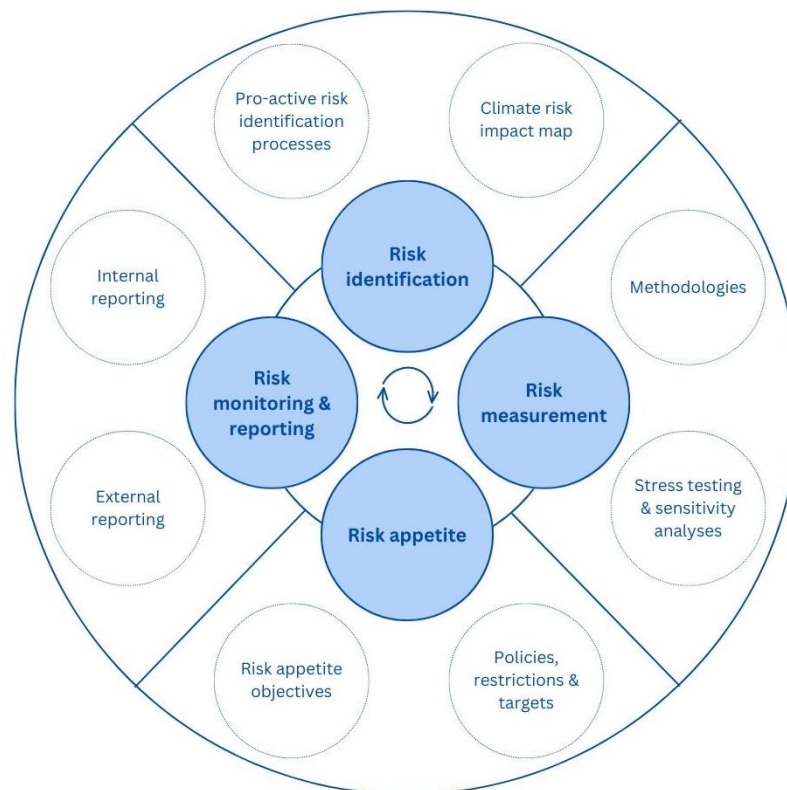 Pro-active risk
identification
processes
Climate risk
impact map
Risk
identification
Internal
reporting
Methodologies
Risk
monitoring &
reporting
Risk
measurement
External
reporting
Stress testing
& sensitivity
analyses
Risk appetite
Risk appetite
objectives
Policies,
restrictions &
targets